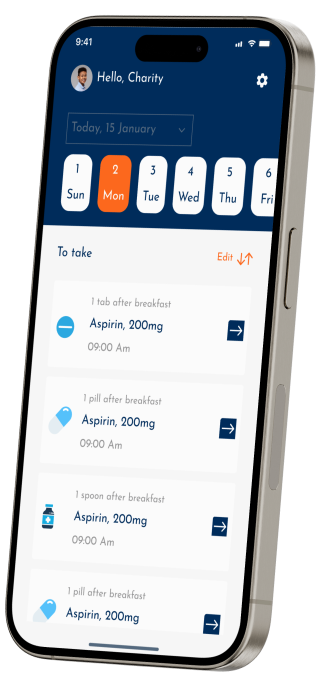 9:41
Hello, Charity
Today, 15 January
1 2 3 4 5 6
Sun Mon Tue Wed Thu Fri
To take Edit
1 tab after breakfast
Aspirin, 200mg
09:00 Am
1 pill after breakfast
Aspirin, 200mg
09:00 Am
1 spoon after breakfast
Aspirin, 200mg
09:00 Am
1 pill after breakfast
Aspirin, 200mg